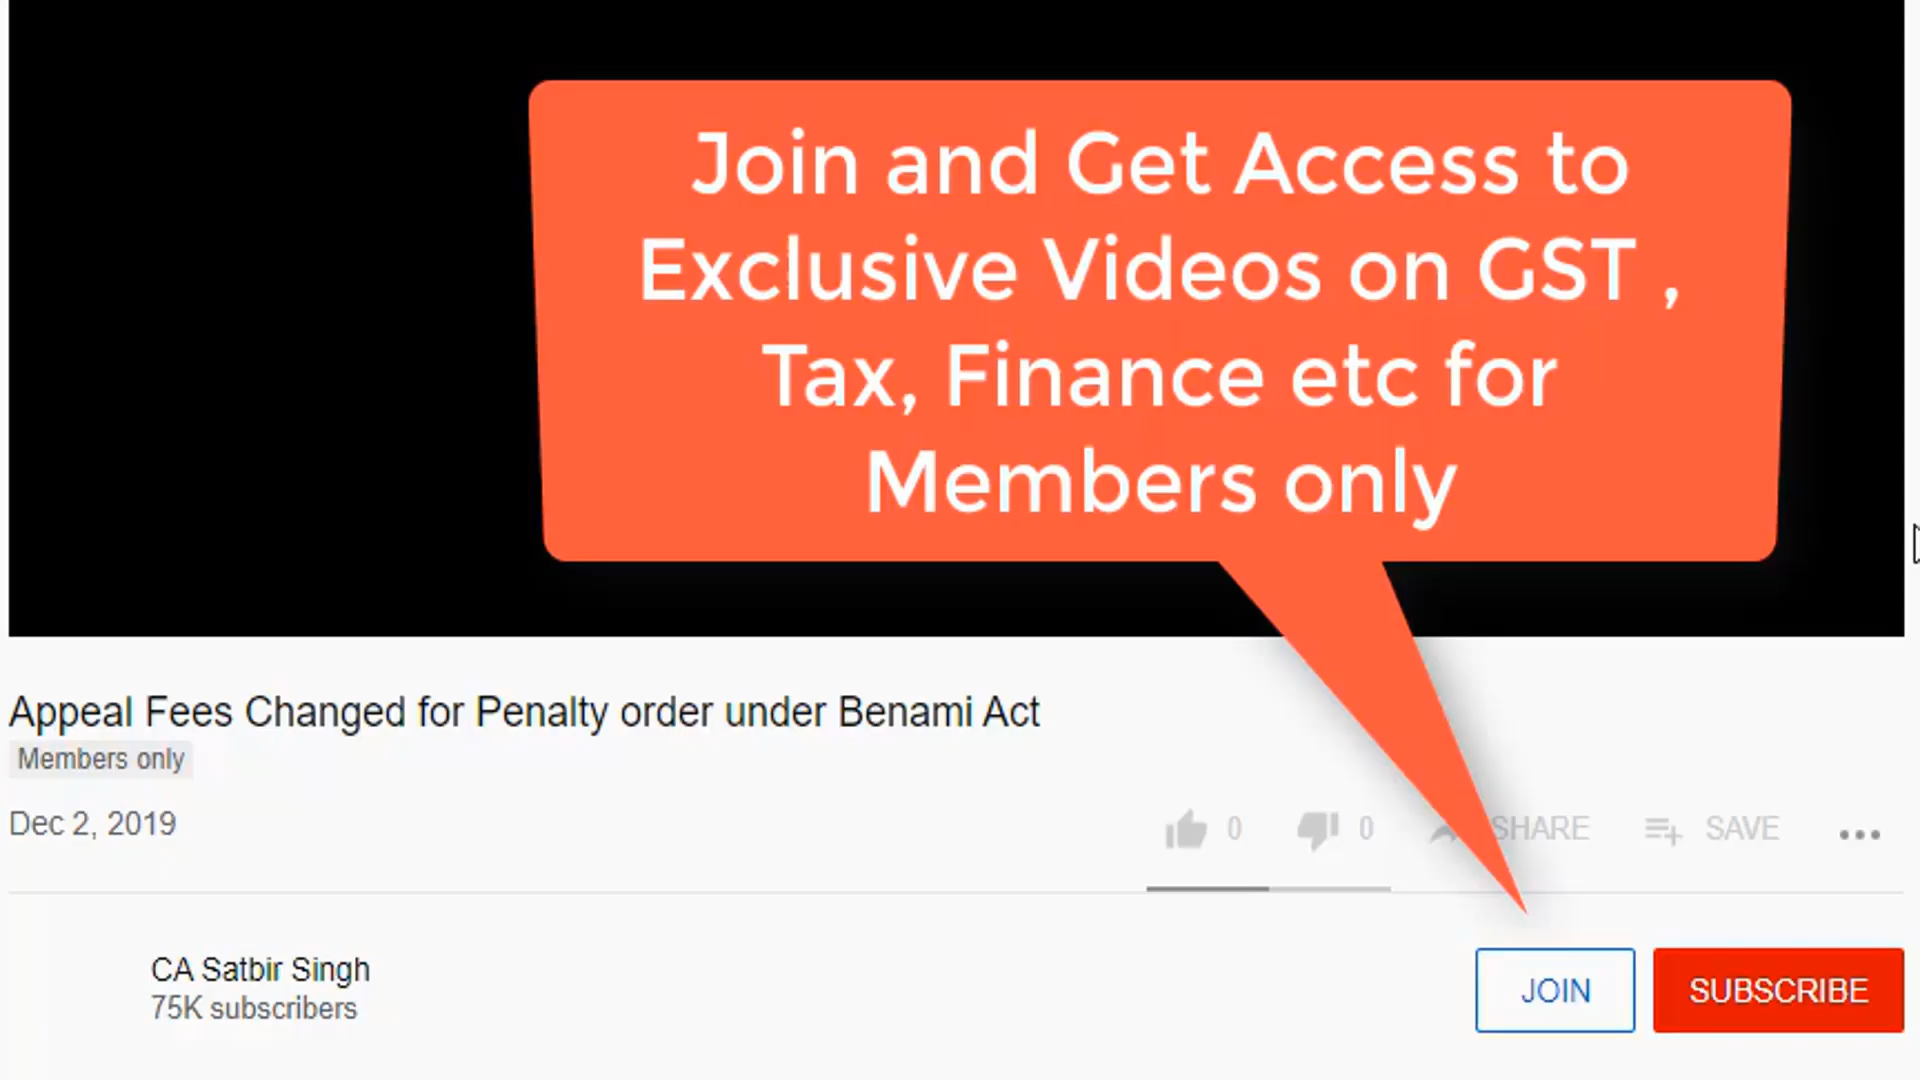 Join and Get Access to
Exclusive Videos on GST ,
Tax, Finance etc for
Members only
Appeal Fees Changed for Penalty order under Benami Act
Members only
Dec 2, 2019
0 0 SHARE SAVE
CA Satbir Singh
75K subscribers
JOIN SUBSCRIBE